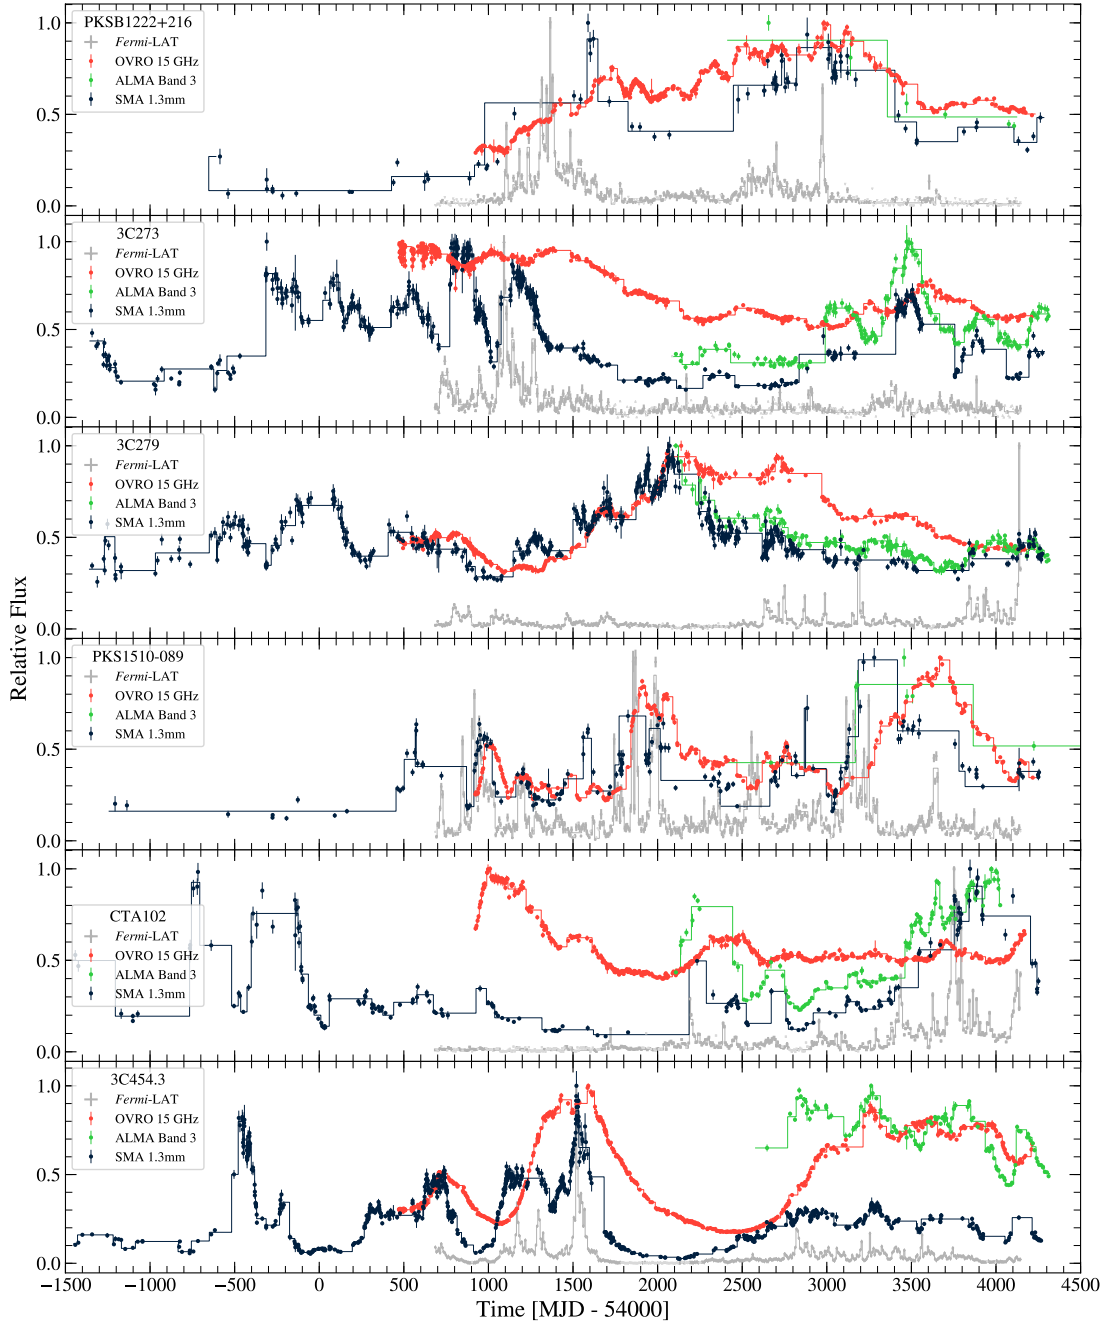 PKSB1222+216
Fermi-LAT
OVRO 15 GHz
ALMA Band 3
SMA 1.3mm
1.0
0.5
0.0
3C273
Fermi-LAT
OVRO 15 GHz
ALMA Band 3
SMA 1.3mm
1.0
0.5
0.0
3C279
Fermi-LAT
OVRO 15 GHz
ALMA Band 3
SMA 1.3mm
1.0
0.5
0.0
Relative Flux
PKS1510-089
Fermi-LAT
OVRO 15 GHz
ALMA Band 3
SMA 1.3mm
1.0
0.5
0.0
CTA102
Fermi-LAT
OVRO 15 GHz
ALMA Band 3
SMA 1.3mm
1.0
0.5
0.0
3C454.3
Fermi-LAT
OVRO 15 GHz
ALMA Band 3
SMA 1.3mm
1.0
0.5
0.0
−1500 −1000 −500 0 500 1000 1500 2000 2500 3000 3500 4000 4500
Time [MJD - 54000]